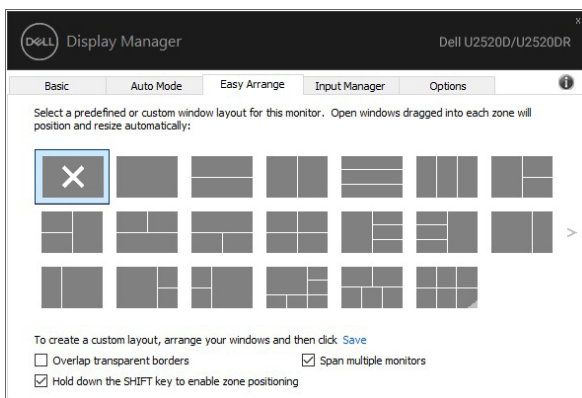 DELL Display Manager Dell U2520D/U2520DR
Basic Auto Mode Easy Arrange Input Manager Options
Select a predefined or custom window layout for this monitor. Open windows dragged into each zone will
position and resize automatically:
To create a custom layout, arrange your windows and then click Save
Overlap transparent borders Span multiple monitors
Hold down the SHIFT key to enable zone positioning